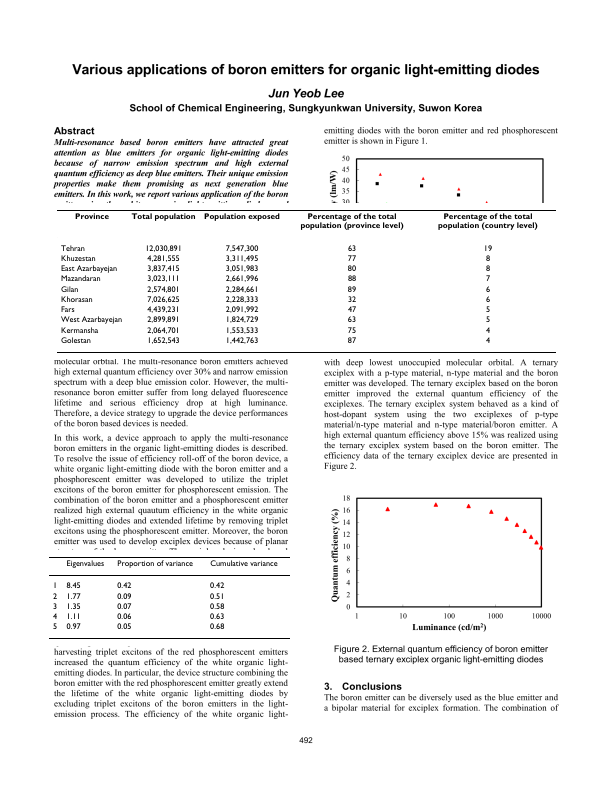 Various applications of boron emitters for organic light-emitting diodes
Jun Yeob Lee
School of Chemical Engineering, Sungkyunkwan University, Suwon Korea
Abstract
Multi-resonance based boron emitters have attracted great
attention as blue emitters for organic light-emitting diodes
because of narrow emission spectrum and high external
quantum efficiency as deep blue emitters. Their unique emission
properties make them promising as next generation blue
emitters. In this work, we report various application of the boron
emitting diodes with the boron emitter and red phosphorescent
emitter is shown in Figure 1.
50
45
40
35
30
(lm/W)
Province Total population Population exposed Percentage of the total population (province level) Percentage of the total population (country level)
Tehran 12,030,891 7,547,300 63 19
Khuzestan 4,281,555 3,311,495 77 8
East Azarbayejan 3,837,415 3,051,983 80 8
Mazandaran 3,023,111 2,661,996 88 7
Gilan 2,574,801 2,284,661 89 6
Khorasan 7,026,625 2,228,333 32 6
Fars 4,439,231 2,091,992 47 5
West Azarbayejan 2,899,891 1,824,729 63 5
Kermansha 2,064,701 1,553,533 75 4
Golestan 1,652,543 1,442,763 87 4
molecular orbital. The multi-resonance boron emitters achieved
high external quantum efficiency over 30% and narrow emission
spectrum with a deep blue emission color. However, the multi-
resonance boron emitter suffer from long delayed fluorescence
lifetime and serious efficiency drop at high luminance.
Therefore, a device strategy to upgrade the device performances
of the boron based devices is needed.
In this work, a device approach to apply the multi-resonance
boron emitters in the organic light-emitting diodes is described.
To resolve the issue of efficiency roll-off of the boron device, a
white organic light-emitting diode with the boron emitter and a
phosphorescent emitter was developed to utilize the triplet
excitons of the boron emitter for phosphorescent emission. The
combination of the boron emitter and a phosphorescent emitter
realized high external quauntum efficiency in the white organic
light-emitting diodes and extended lifetime by removing triplet
excitons using the phosphorescent emitter. Moreover, the boron
emitter was used to develop exciplex devices because of planar
Eigenvalues Proportion of variance Cumulative variance
1 8.45 0.42 0.42
2 1.77 0.09 0.51
3 1.35 0.07 0.58
4 1.11 0.06 0.63
5 0.97 0.05 0.68
harvesting triplet excitons of the red phosphorescent emitters
increased the quantum efficiency of the white organic light-
emitting diodes. In particular, the device structure combining the
boron emitter with the red phosphorescent emitter greatly extend
the lifetime of the white organic light-emitting diodes by
excluding triplet excitons of the boron emitters in the light-
emission process. The efficiency of the white organic light-
with deep lowest unoccupied molecular orbital. A ternary
exciplex with a p-type material, n-type material and the boron
emitter was developed. The ternary exciplex based on the boron
emitter improved the external quantum efficiency of the
exciplexes. The ternary exciplex system behaved as a kind of
host-dopant system using the two exciplexes of p-type
material/n-type material and n-type material/boron emitter. A
high external quantum efficiency above 15% was realized using
the ternary exciplex system based on the boron emitter. The
efficiency data of the ternary exciplex device are presented in
Figure 2.
18
16
14
12
10
8
6
4
2
0
Quantum efficiency (%)
1 10 100 1000 10000
Luminance (cd/m²)
Figure 2. External quantum efficiency of boron emitter
based ternary exciplex organic light-emitting diodes
3. Conclusions
The boron emitter can be diversely used as the blue emitter and
a bipolar material for exciplex formation. The combination of
492